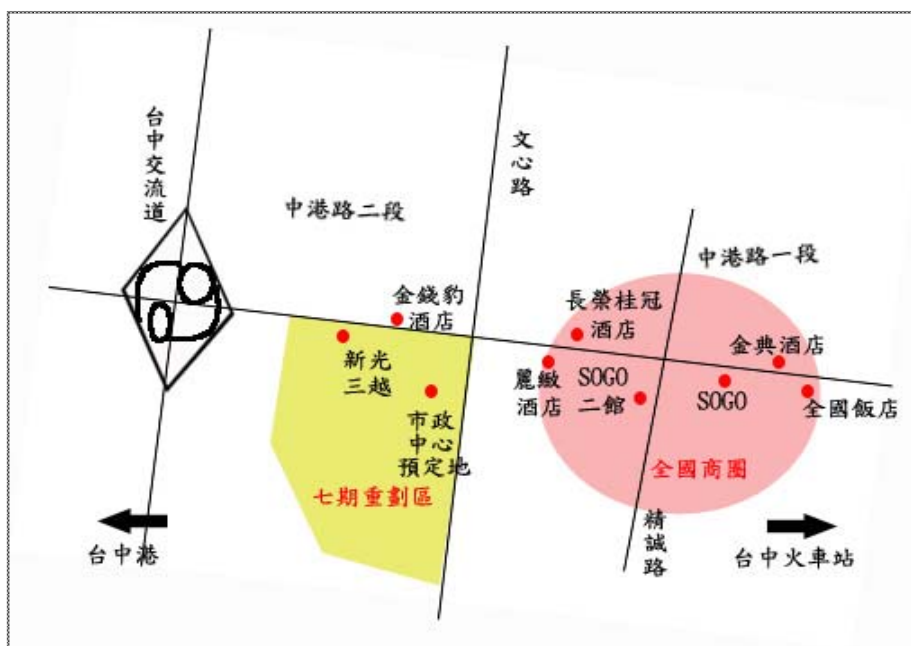 台中交流道
文心路
中港路二段
中港路一段
金錢豹
酒店
長榮桂冠
酒店
金典酒店
新光
三越
麗緻
酒店
SOGO
二館
SOGO
全國飯店
市政
中心
預定地
七期重劃區
全國商圈
精誠路
台中港
台中火車站